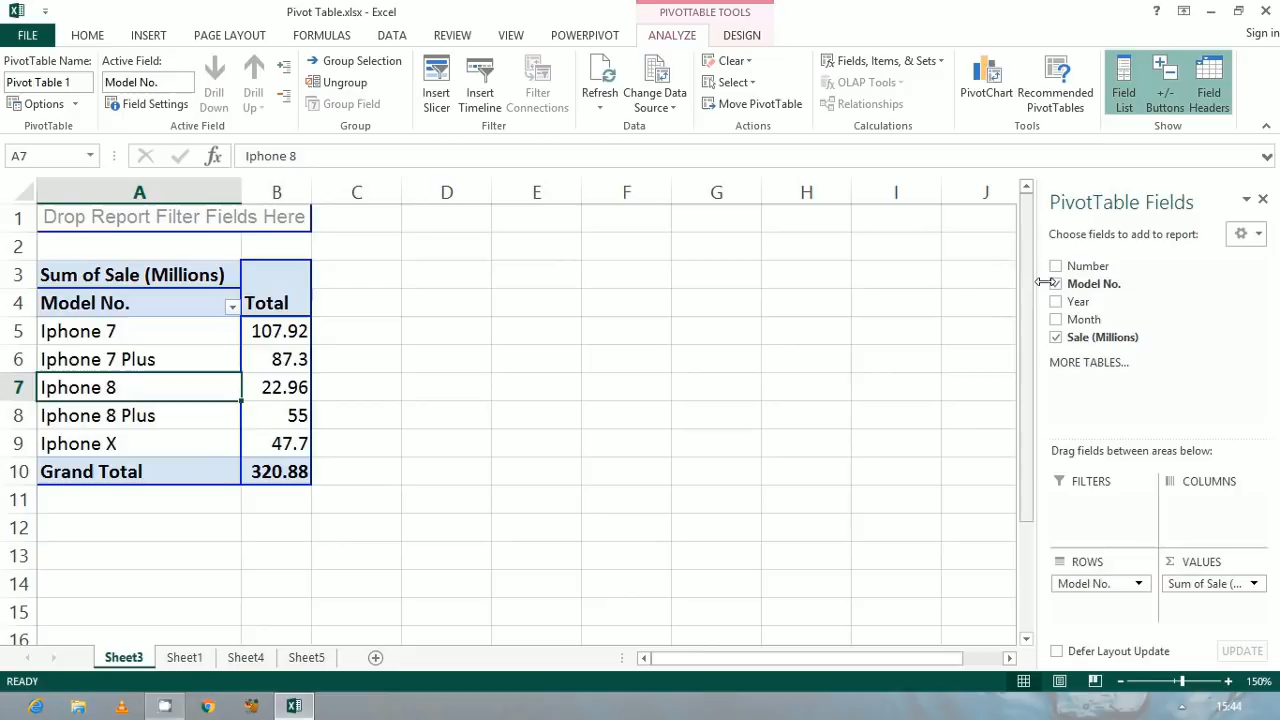 Pivot Table.xlsx - Excel
PIVOTTABLE TOOLS
?
FILE HOME INSERT PAGE LAYOUT FORMULAS DATA REVIEW VIEW POWERPIVOT ANALYZE DESIGN Sign in
PivotTable Name:
Pivot Table 1
Options
PivotTable
Active Field:
Model No.
Field Settings
Drill
Down
Drill
Up
Active Field
Group Selection
Ungroup
Group Field
Group
Insert
Slicer
Insert
Timeline
Filter
Connections
Filter
Refresh
Change Data
Source
Data
Clear
Select
Move PivotTable
Actions
Fields, Items, & Sets
OLAP Tools
Relationships
Calculations
PivotChart
Recommended
PivotTables
Tools
Field
List
+/-
Buttons
Field
Headers
Show
A7 fx Iphone 8
A B C D E F G H I J
1 Drop Report Filter Fields Here
2
3 Sum of Sale (Millions)
4 Model No. Total
5 Iphone 7 107.92
6 Iphone 7 Plus 87.3
7 Iphone 8 22.96
8 Iphone 8 Plus 55
9 Iphone X 47.7
10 Grand Total 320.88
11
12
13
14
15
16
PivotTable Fields
Choose fields to add to report:
Number
Model No.
Year
Month
Sale (Millions)
MORE TABLES...
Drag fields between areas below:
FILTERS
COLUMNS
ROWS
Σ VALUES
Model No.
Sum of Sale (...
Defer Layout Update
UPDATE
Sheet3 Sheet1 Sheet4 Sheet5
READY
150%
15:44